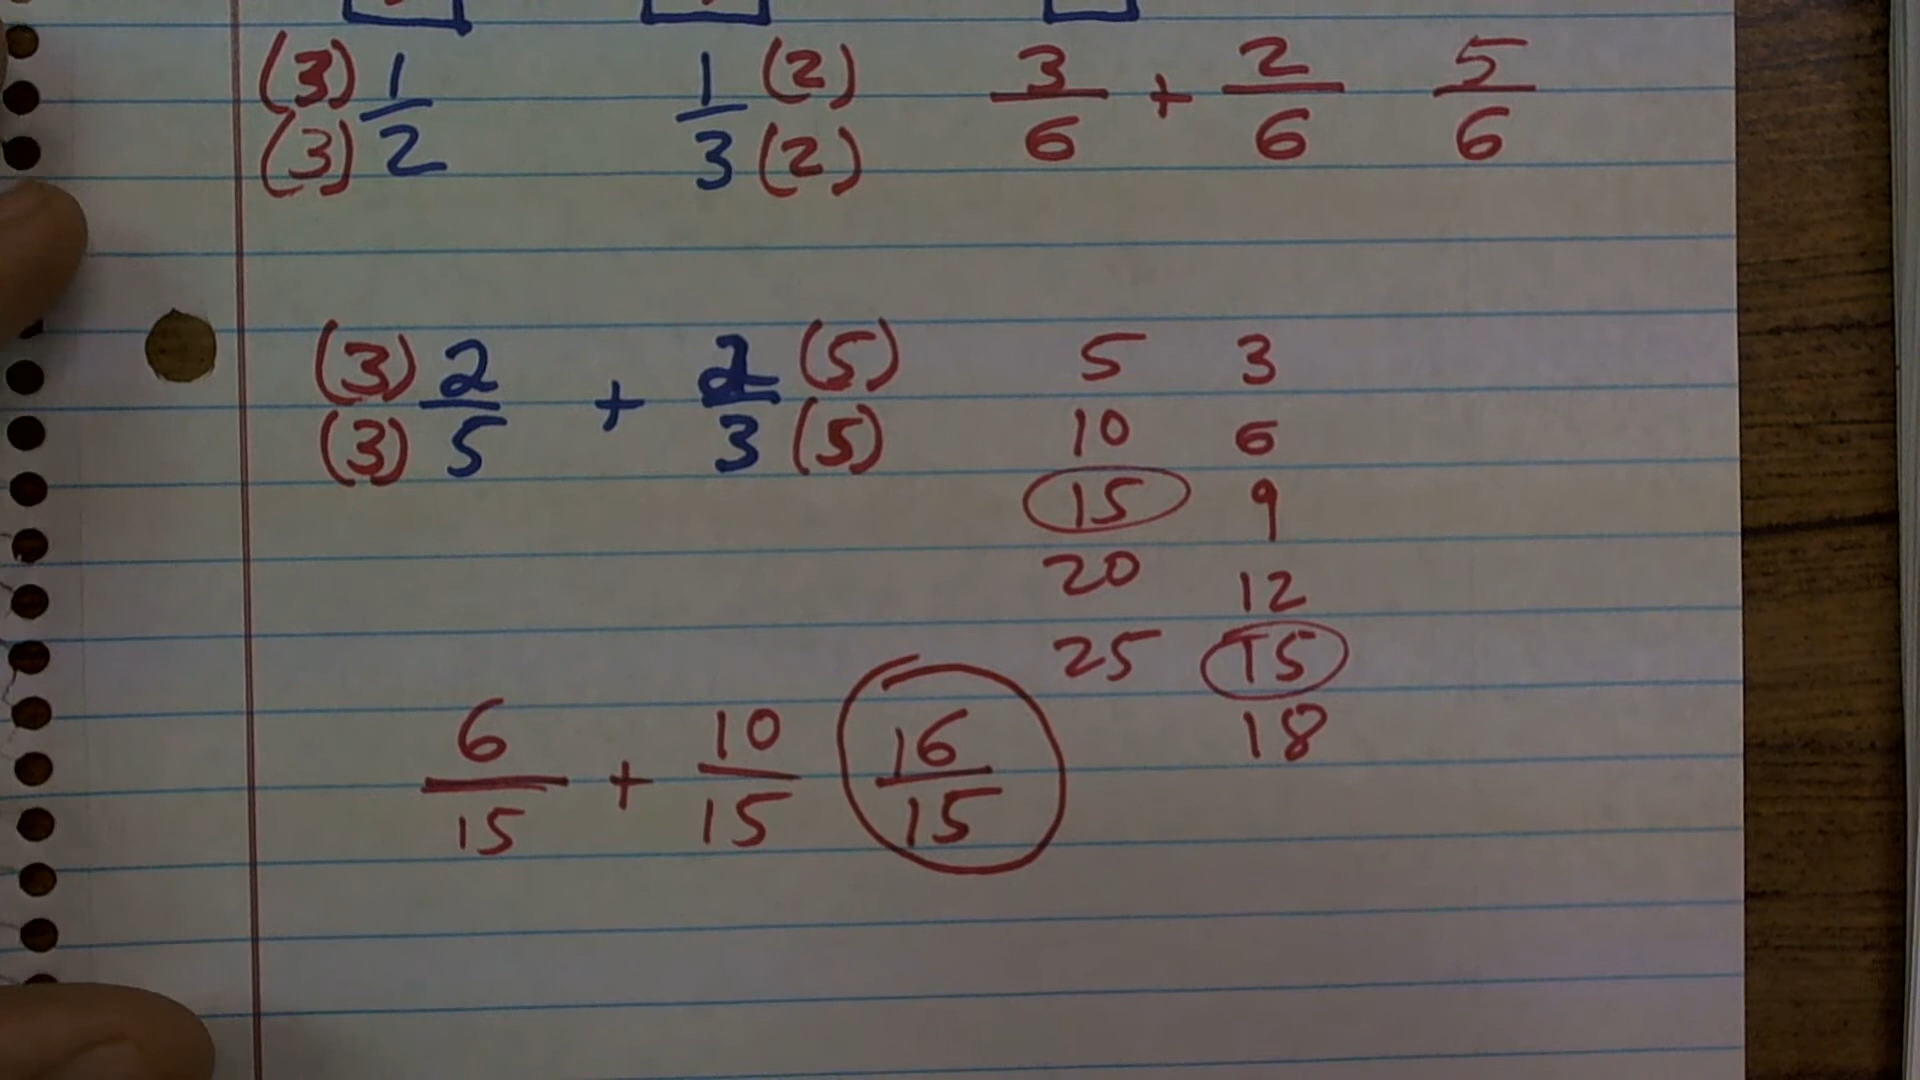 (3) 1/2 1/3 (2) 3/6 + 2/6 5/6
(3) (2)
(3) 2/5 + 2/3 (5) 5 3
(3) (5) 10 6
15 9
20 12
25 15
18
6/15 + 10/15 16/15